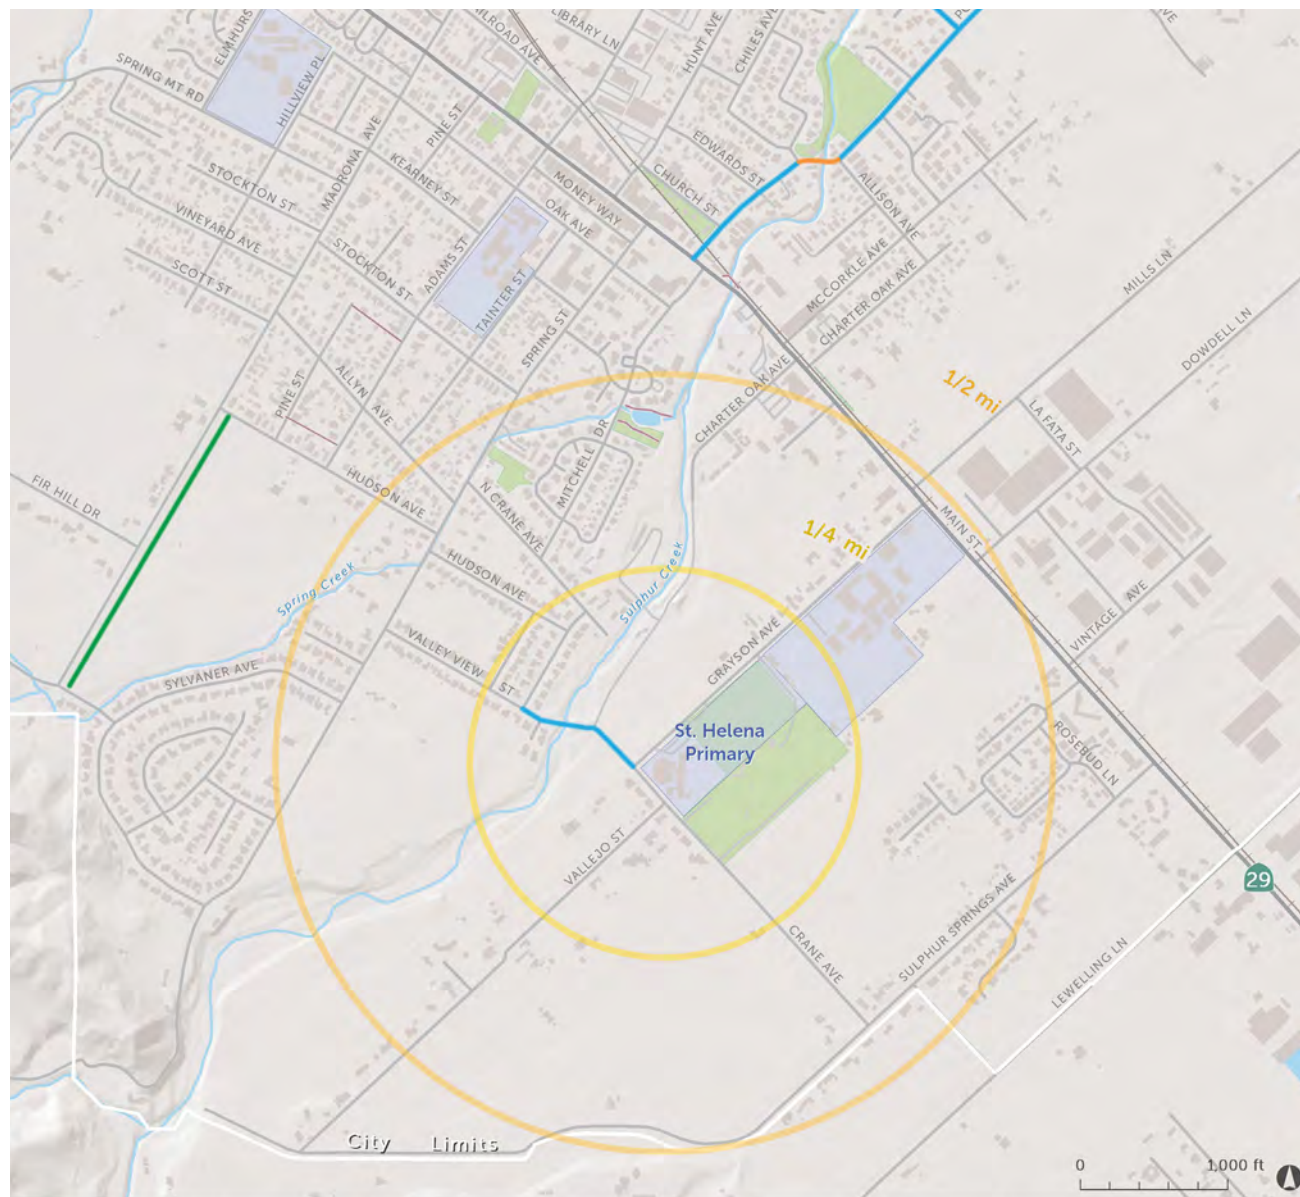 ELMHURS
RAILROAD AVE
LIBRARY LN
HUNT AVE
CHILES AVE
AVE
SPRING MT RD
HILLVIEW PL
PINE ST
MADRONA AVE
KEARNEY ST
EDWARDS ST
CHURCH ST
MONEY WAY
OAK AVE
ALLISON AVE
STOCKTON ST
VINEYARD AVE
SCOTT ST
STOCKTON ST
ADAMS ST
TAINTER ST
SPRING ST
MCCORKLE AVE
CHARTER OAK AVE
MILLS LN
DOWDELL LN
PINE ST
ALLYN AVE
CHARTER OAK AVE
1/2 mi
LA FATA ST
MITCHELL DR
HUDSON AVE
N CRANE AVE
FIR HILL DR
MAIN ST
1/4 mi
HUDSON AVE
Spring Creek
Sulphur Creek
VINTAGE AVE
VALLEY VIEW ST
GRAYSON AVE
SYLVANER AVE
St. Helena
Primary
ROSEBUD LN
VALLEJO ST
29
SULPHUR SPRINGS AVE
CRANE AVE
LEWELLING LN
City Limits
0 1,000 ft